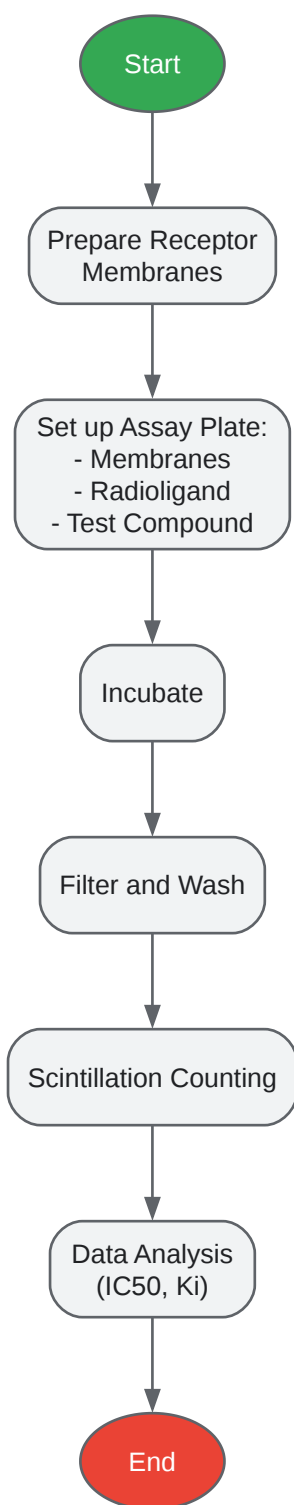 Start
Prepare Receptor
Membranes
Set up Assay Plate:
- Membranes
- Radioligand
- Test Compound
Incubate
Filter and Wash
Scintillation Counting
Data Analysis
(IC50, Ki)
End